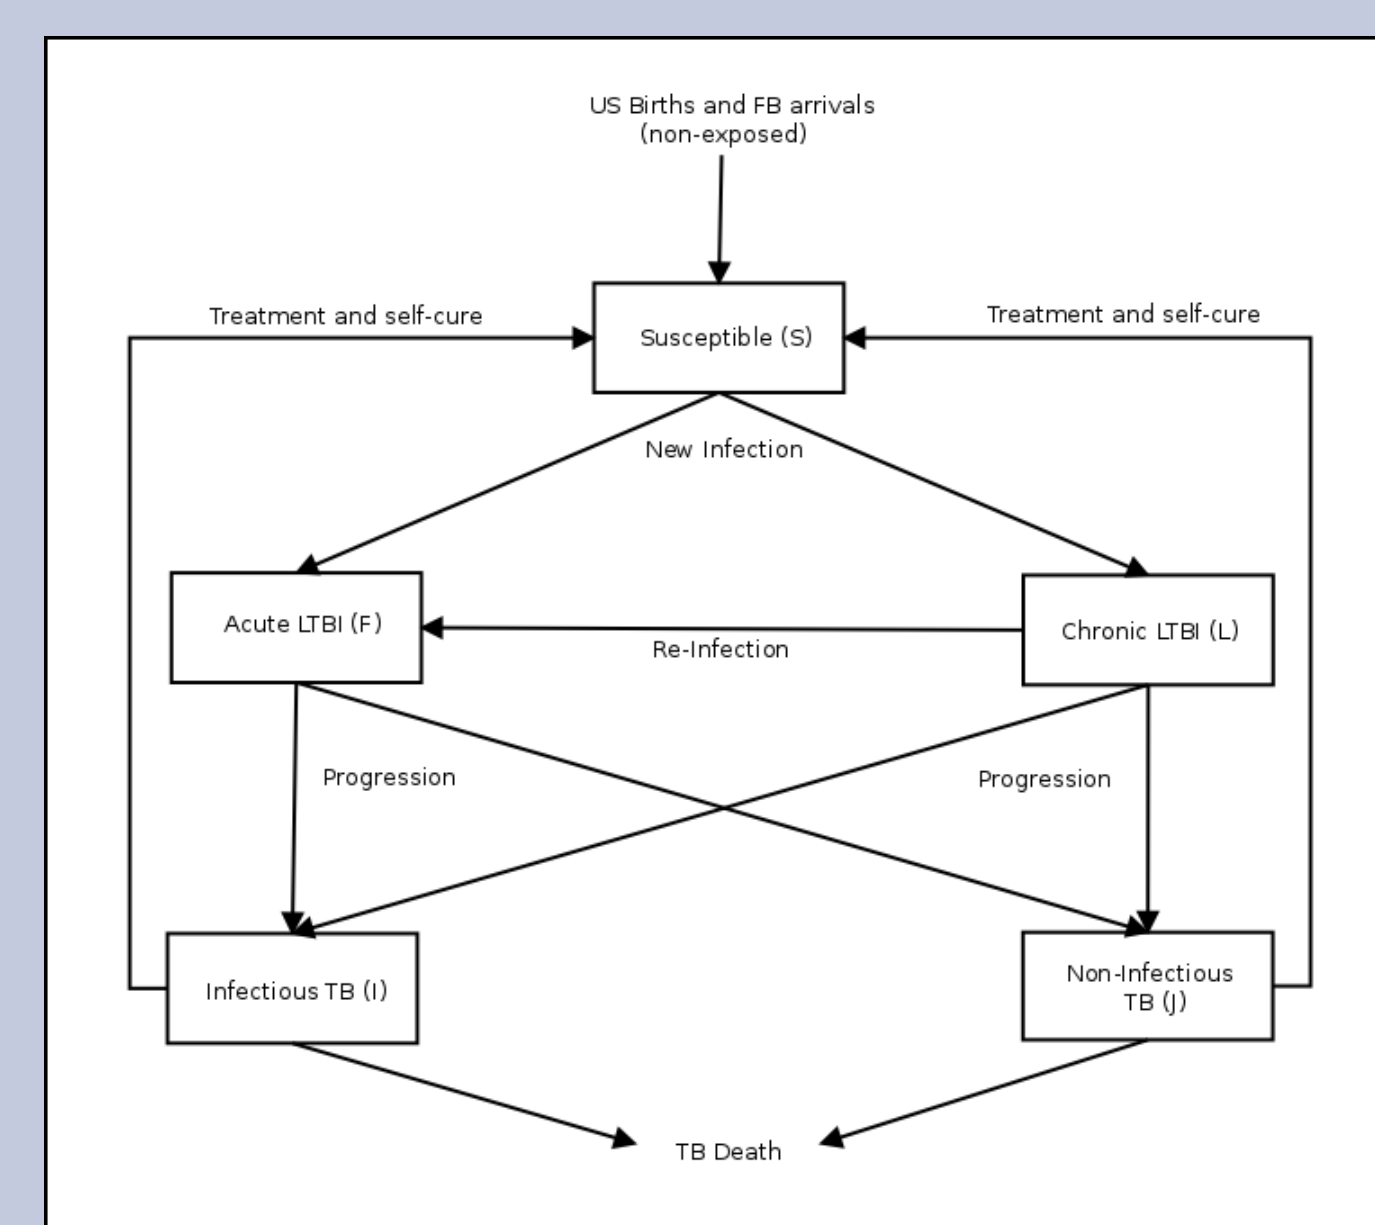 US Births and FB arrivals
(non-exposed)
Treatment and self-cure
Treatment and self-cure
Susceptible (S)
New Infection
Acute LTBI (F)
Chronic LTBI (L)
Re-Infection
Progression
Progression
Infectious TB (I)
Non-Infectious
TB (J)
TB Death